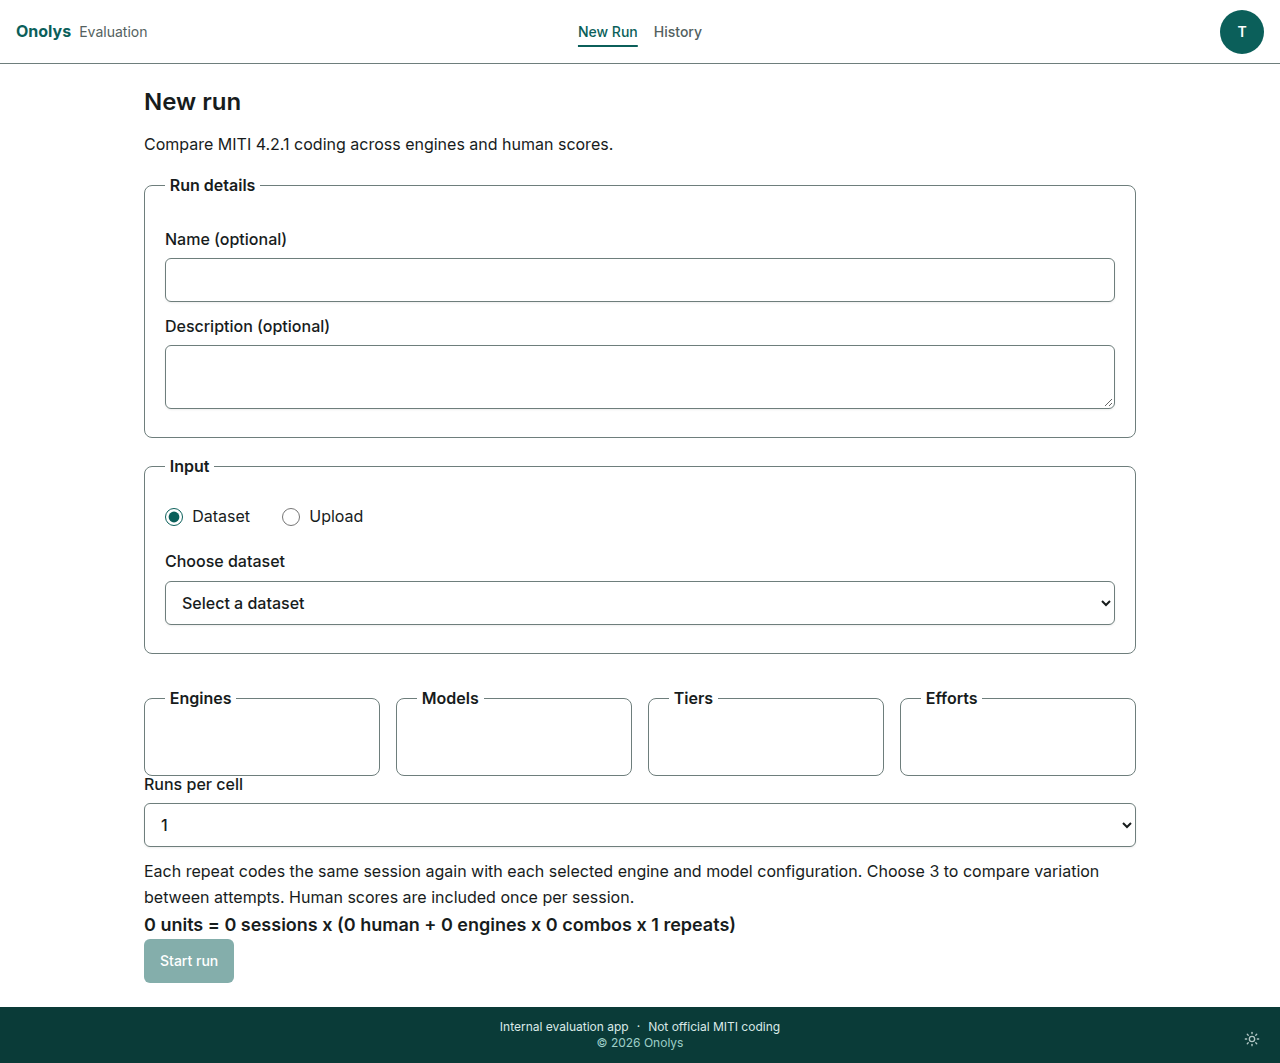 Onolys Evaluation
New Run History
T
New run
Compare MITI 4.2.1 coding across engines and human scores.
Run details
Name (optional)
Description (optional)
Input
Dataset Upload
Choose dataset
Select a dataset
Engines Models Tiers Efforts
Runs per cell
1
Each repeat codes the same session again with each selected engine and model configuration. Choose 3 to compare variation
between attempts. Human scores are included once per session.
0 units = 0 sessions x (0 human + 0 engines x 0 combos x 1 repeats)
Start run
Internal evaluation app · Not official MITI coding
© 2026 Onolys